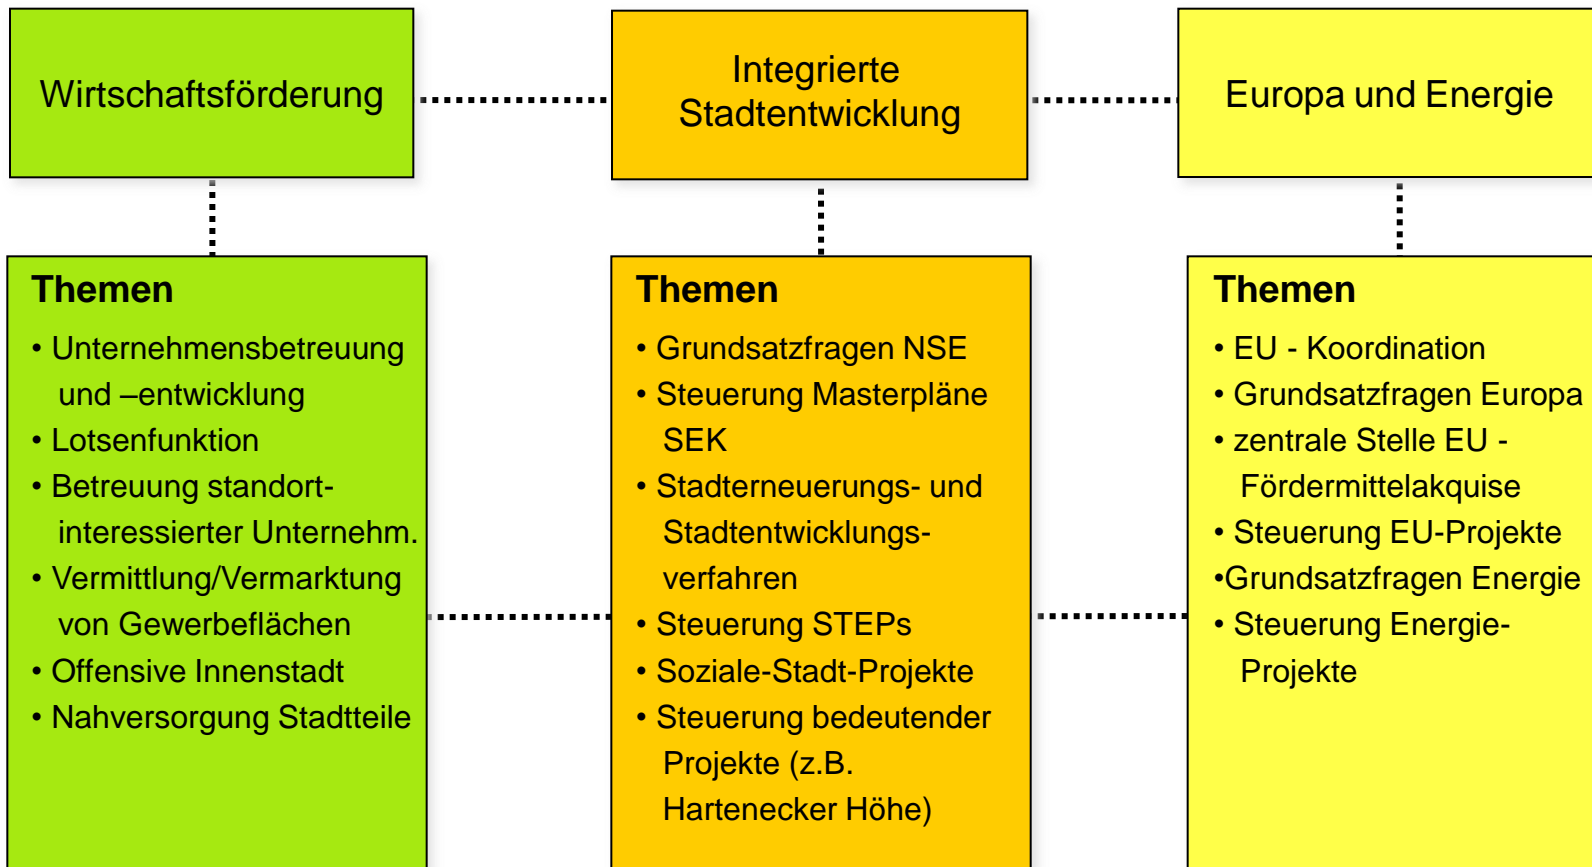 Wirtschaftsförderung
Integrierte
Stadtentwicklung
Europa und Energie
Themen
• Unternehmensbetreuung
und –entwicklung
• Lotsenfunktion
• Betreuung standort-
interessierter Unternehm.
• Vermittlung/Vermarktung
von Gewerbeflächen
• Offensive Innenstadt
• Nahversorgung Stadtteile
Themen
• Grundsatzfragen NSE
• Steuerung Masterpläne
SEK
• Stadterneuerungs- und
Stadtentwicklungs-
verfahren
• Steuerung STEPs
• Soziale-Stadt-Projekte
• Steuerung bedeutender
Projekte (z.B.
Hartenecker Höhe)
Themen
• EU - Koordination
• Grundsatzfragen Europa
• zentrale Stelle EU -
Fördermittelakquise
• Steuerung EU-Projekte
•Grundsatzfragen Energie
• Steuerung Energie-
Projekte